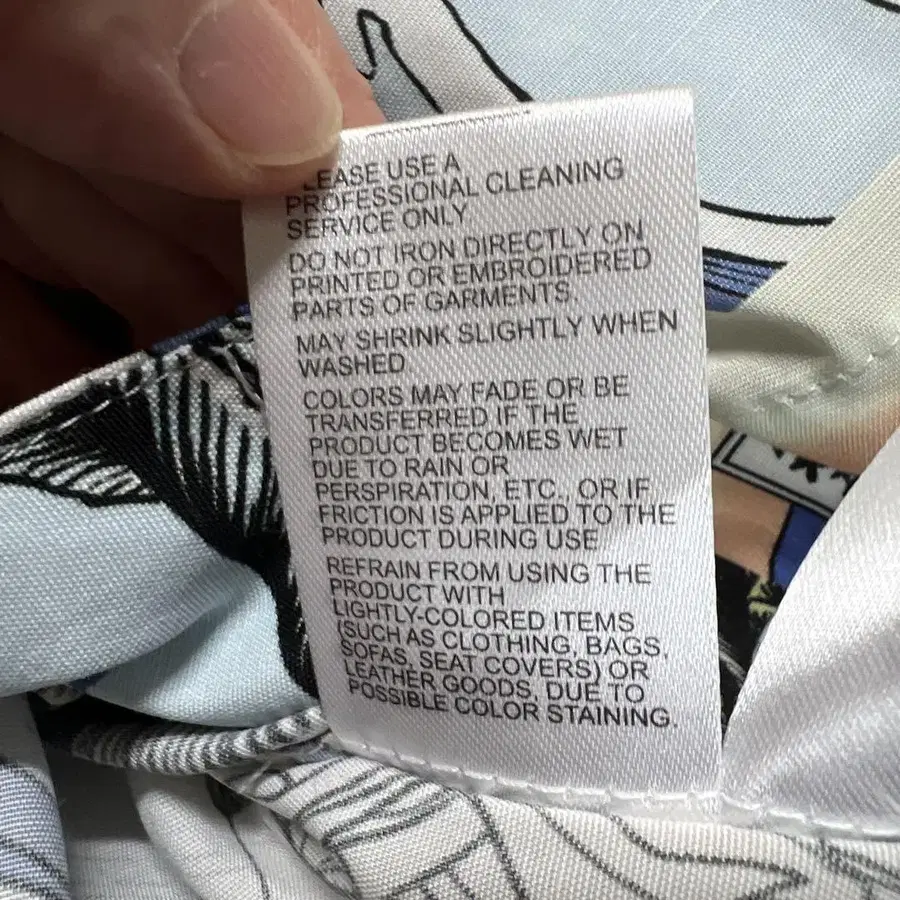 PLEASE USE A
PROFESSIONAL CLEANING
SERVICE ONLY
DO NOT IRON DIRECTLY ON
PRINTED OR EMBROIDERED
PARTS OF GARMENTS.
MAY SHRINK SLIGHTLY WHEN
WASHED.
COLORS MAY FADE OR BE
TRANSFERRED IF THE
PRODUCT BECOMES WET
DUE TO RAIN OR
PERSPIRATION, ETC., OR IF
FRICTION IS APPLIED TO THE
PRODUCT DURING USE
REFRAIN FROM USING THE
PRODUCT WITH
LIGHTLY-COLORED ITEMS
(SUCH AS CLOTHING, BAGS,
SOFAS, SEAT COVERS) OR
LEATHER GOODS, DUE TO
POSSIBLE COLOR STAINING.